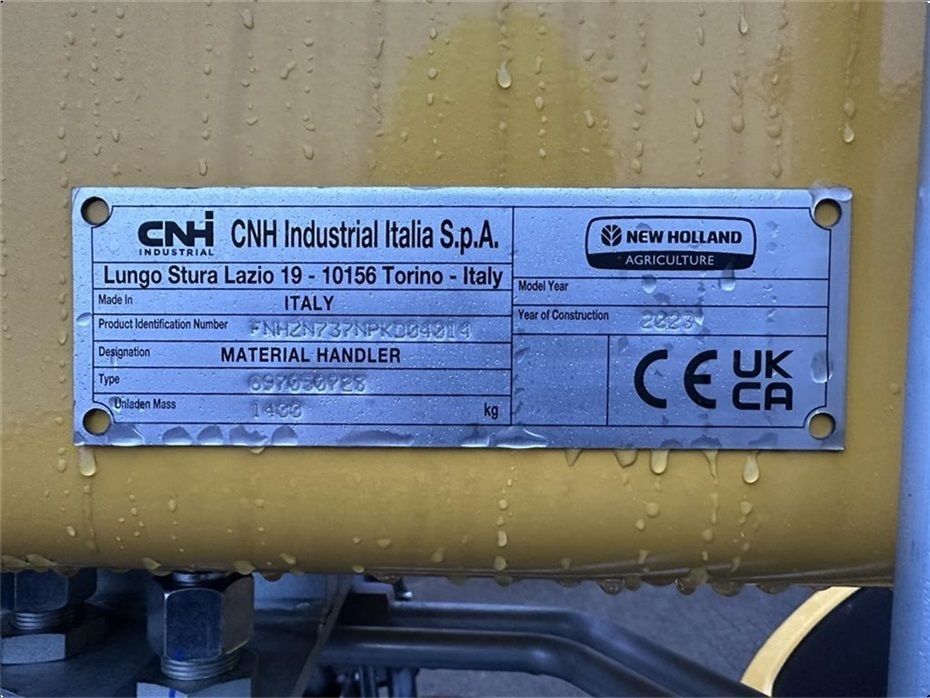 CNH INDUSTRIAL
CNH Industrial Italia S.p.A.
Lungo Stura Lazio 19 - 10156 Torino - Italy
Made In ITALY
Product Identification Number
Designation MATERIAL HANDLER
Type
Unladen Mass kg
NEW HOLLAND
AGRICULTURE
Model Year
Year of Construction 2023
CE UK
CA